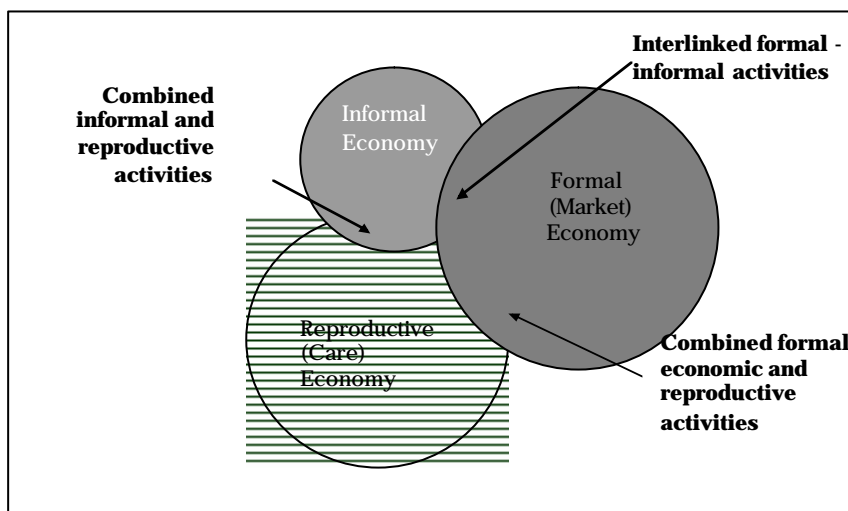 Interlinked formal -
informal activities
Combined
informal and
reproductive
activities
Informal
Economy
Formal
(Market)
Economy
Reproductive
(Care)
Economy
Combined formal
economic and
reproductive
activities